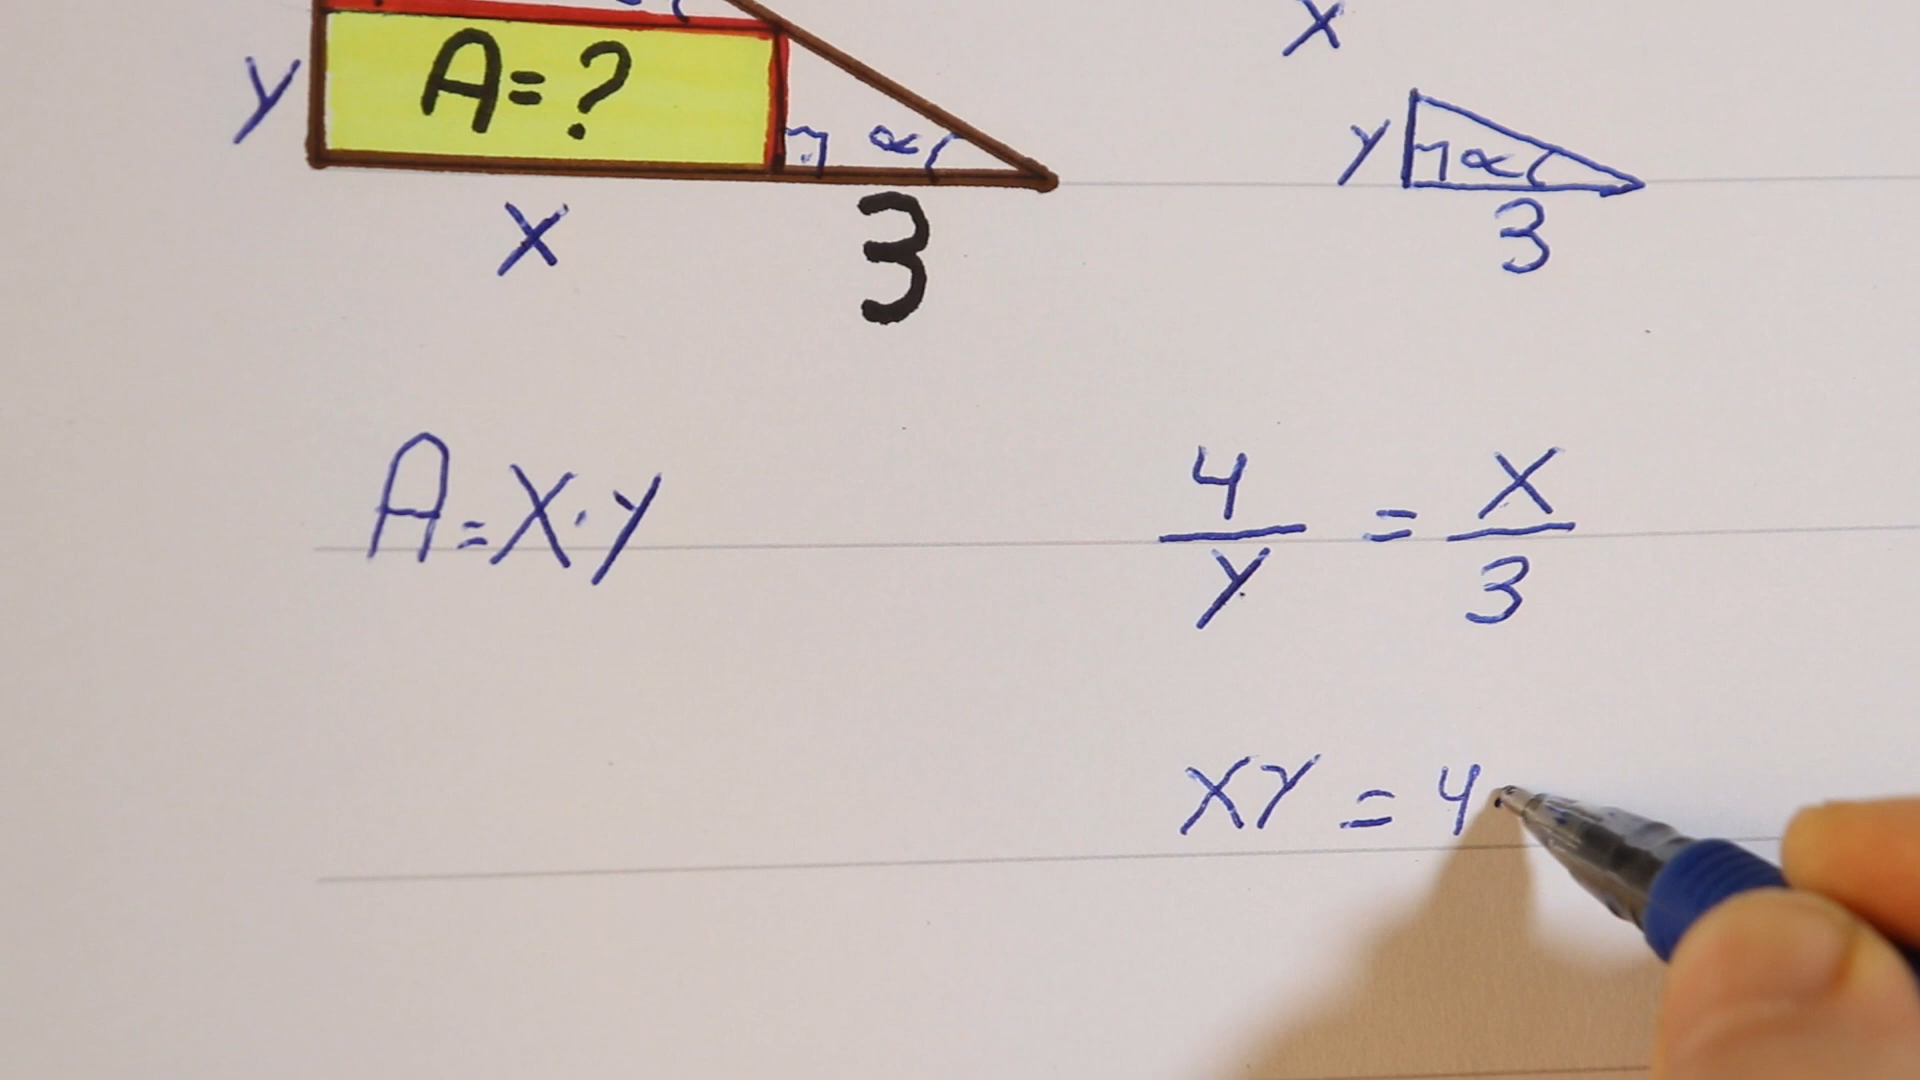 x
y A=? α
x 3
y α
3
A=x·y
4/y = x/3
xy = 4